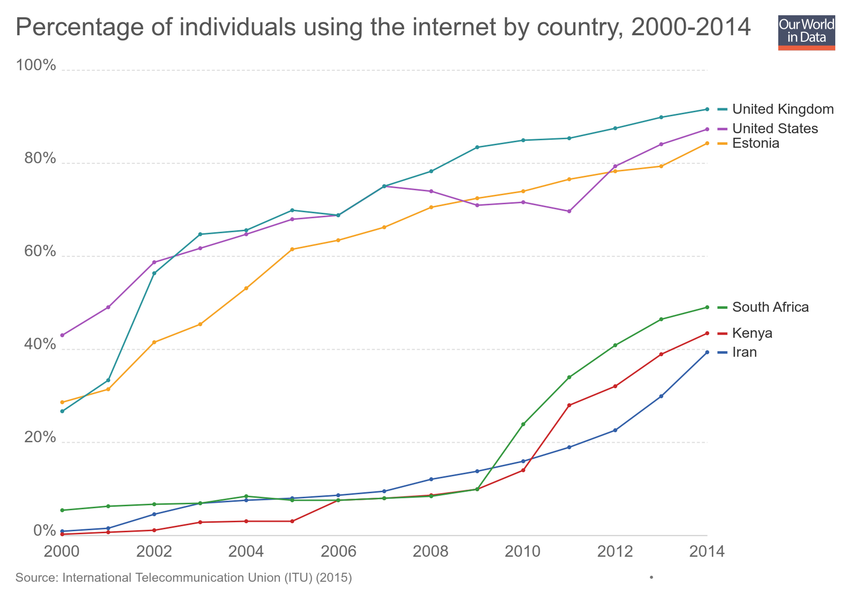 Percentage of individuals using the internet by country, 2000-2014
Our World
in Data
100%
80%
60%
40%
20%
0%
United Kingdom
United States
Estonia
South Africa
Kenya
Iran
2000 2002 2004 2006 2008 2010 2012 2014
Source: International Telecommunication Union (ITU) (2015)